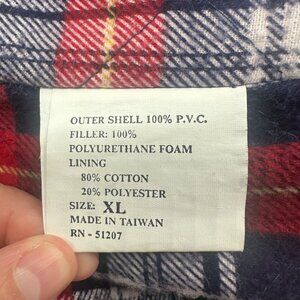 OUTER SHELL 100% P.V.C.
FILLER: 100%
POLYURETHANE FOAM
LINING
80% COTTON
20% POLYESTER
SIZE: XL
MADE IN TAIWAN
RN - 51207